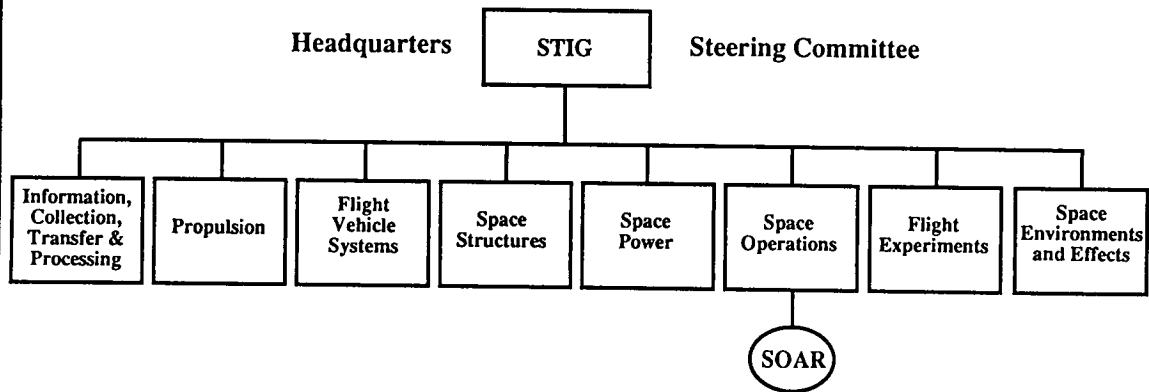 Headquarters STIG Steering Committee
Information,
Collection,
Transfer &
Processing
Propulsion
Flight
Vehicle
Systems
Space
Structures
Space
Power
Space
Operations
Flight
Experiments
Space
Environments
and Effects
SOAR